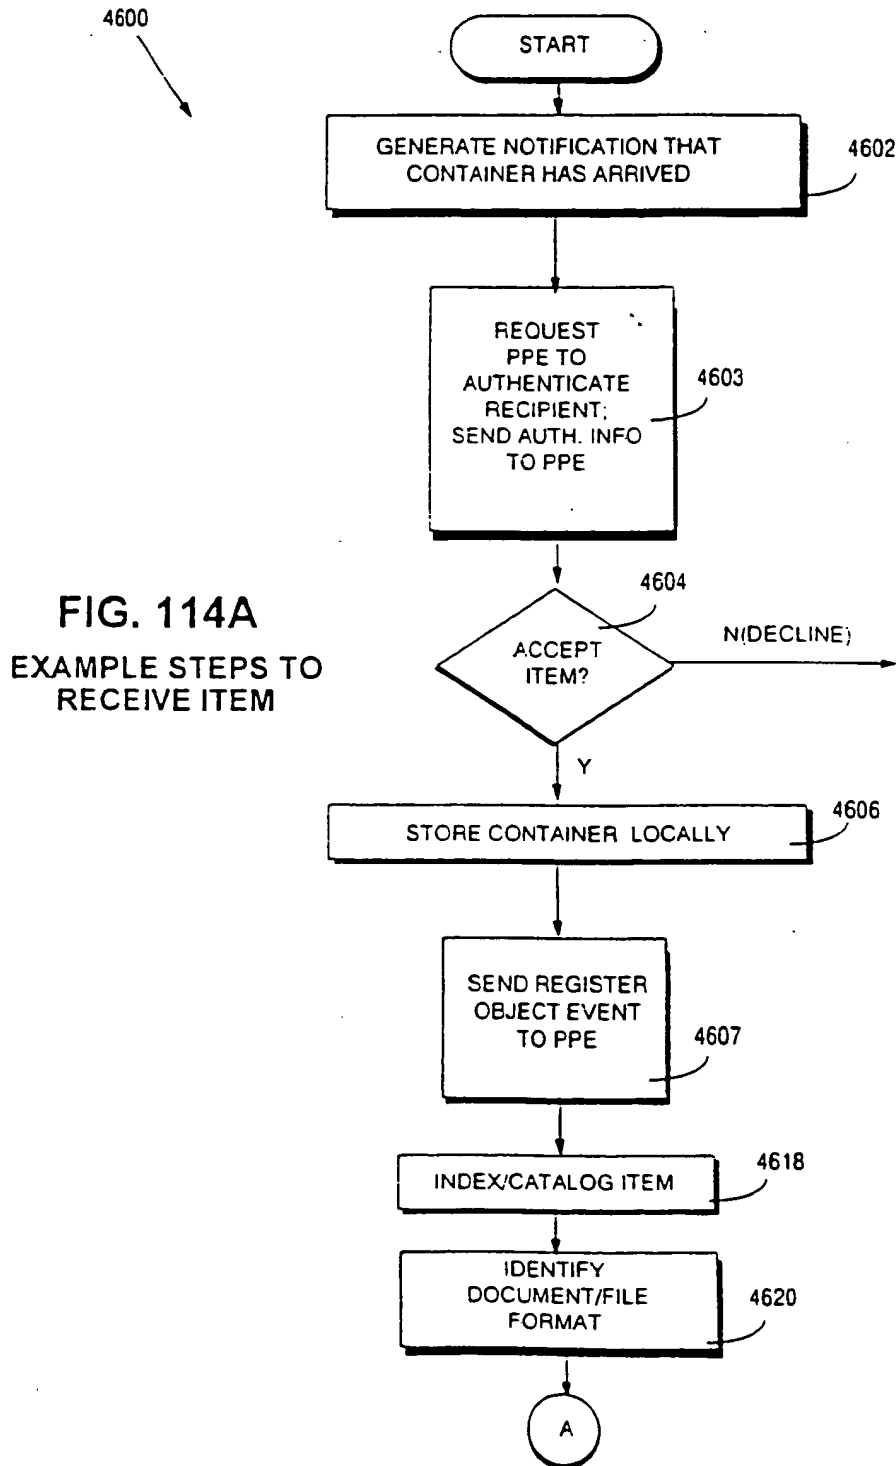 4600
START
GENERATE NOTIFICATION THAT
CONTAINER HAS ARRIVED
4602
REQUEST
PPE TO
AUTHENTICATE
RECIPIENT;
SEND AUTH. INFO
TO PPE
4603
FIG. 114A
EXAMPLE STEPS TO
RECEIVE ITEM
4604
ACCEPT
ITEM?
N(DECLINE)
Y
STORE CONTAINER LOCALLY
4606
SEND REGISTER
OBJECT EVENT
TO PPE
4607
INDEX/CATALOG ITEM
4618
IDENTIFY
DOCUMENT/FILE
FORMAT
4620
A